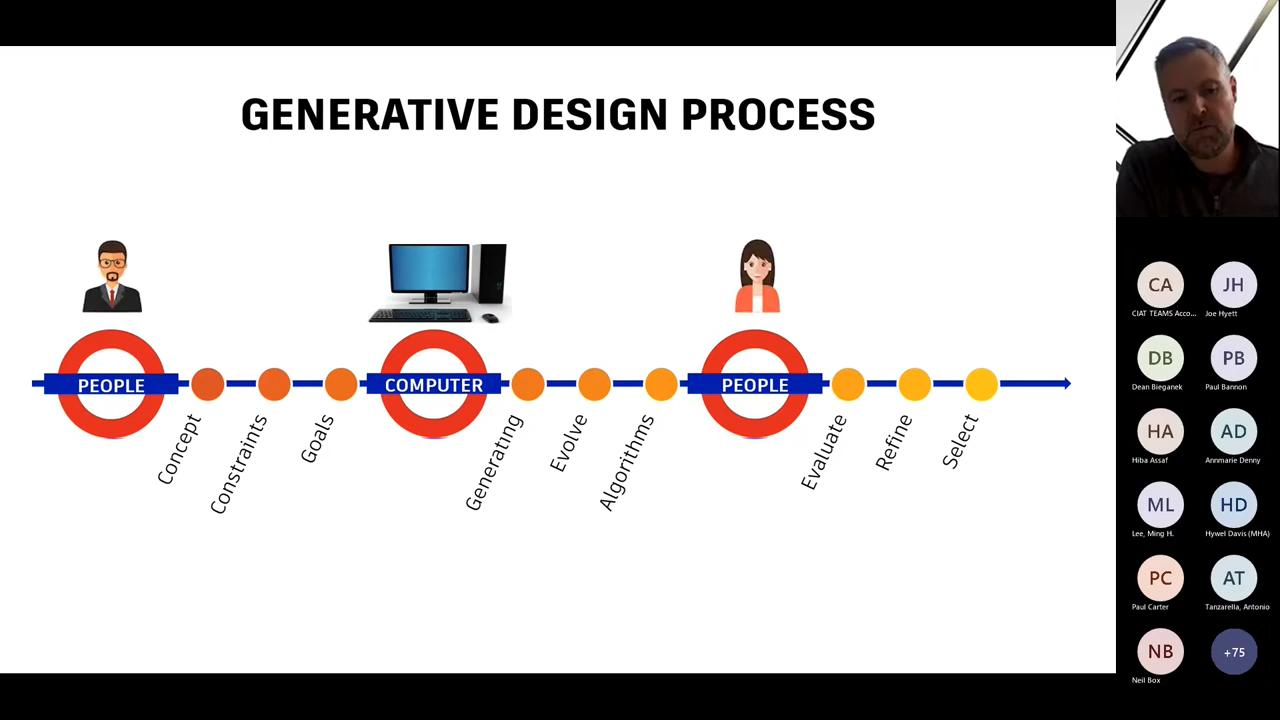 GENERATIVE DESIGN PROCESS
PEOPLE
COMPUTER
PEOPLE
Concept
Constraints
Goals
Generating
Evolve
Algorithms
Evaluate
Refine
Select
CA
JH
CIAT TEAMS Acco...
Joe Hyett
DB
PB
Dean Bieganek
Paul Bannon
HA
AD
Hiba Assaf
Annmarie Denny
ML
HD
Lee, Ming H.
Hywel Davis (MHA)
PC
AT
Paul Carter
Tanzarella, Antonio
NB
+75
Neil Box